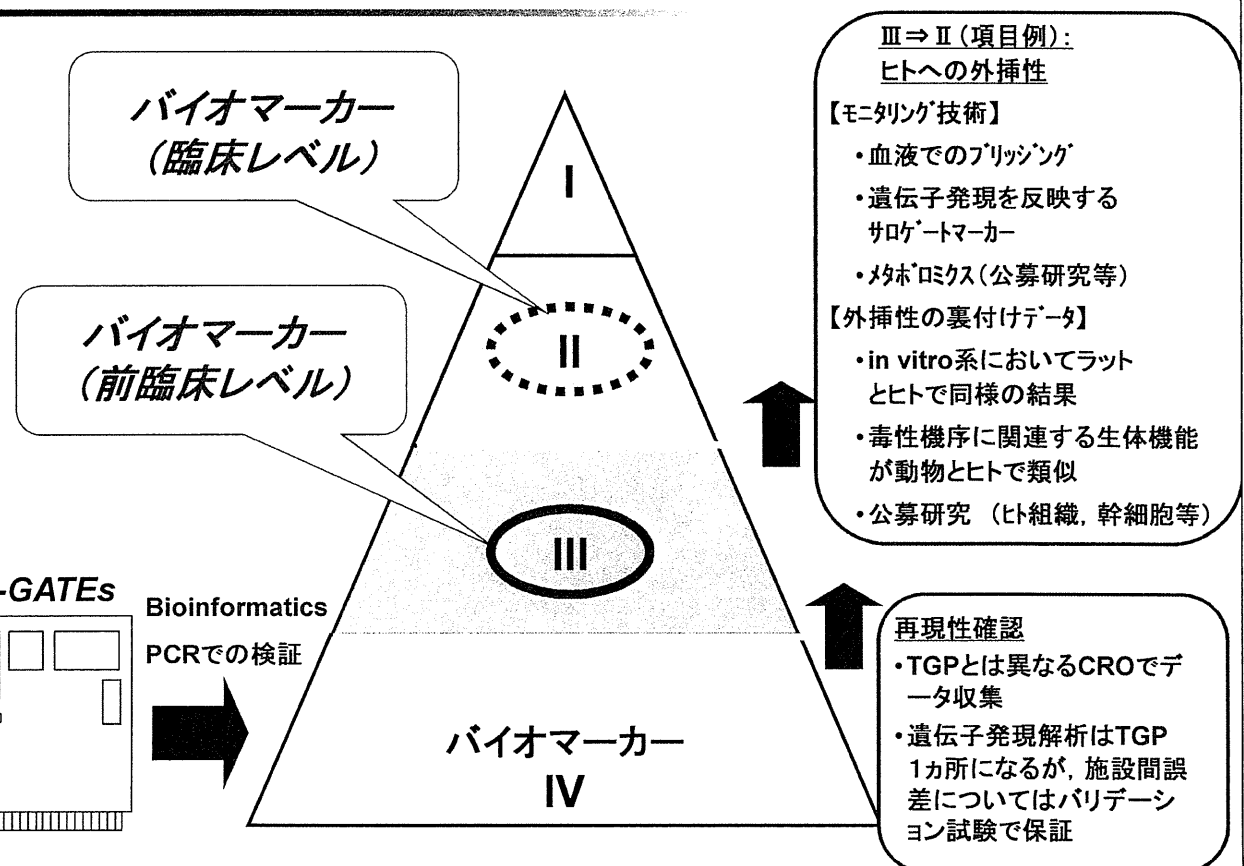 バイオマーカー
（臨床レベル）
バイオマーカー
（前臨床レベル）
I
II
III
バイオマーカー
IV
-GATEs
Bioinformatics
PCRでの検証
Ⅲ⇒Ⅱ（項目例）：
ヒトへの外挿性
【ﾓﾆﾀﾘﾝｸﾞ技術】
・血液でのﾌﾞﾘｯｼﾞﾝｸﾞ
・遺伝子発現を反映する
ｻﾛｹﾞｰﾄﾏｰｶｰ
・ﾒﾀﾎﾞﾛﾐｸｽ（公募研究等）
【外挿性の裏付けﾃﾞｰﾀ】
・in vitro系においてラット
とヒトで同様の結果
・毒性機序に関連する生体機能
が動物とヒトで類似
・公募研究　（ﾋﾄ組織，幹細胞等）
再現性確認
・TGPとは異なるCROでデ
ータ収集
・遺伝子発現解析はTGP
1ヵ所になるが，施設間誤
差についてはバリデーシ
ョン試験で保証